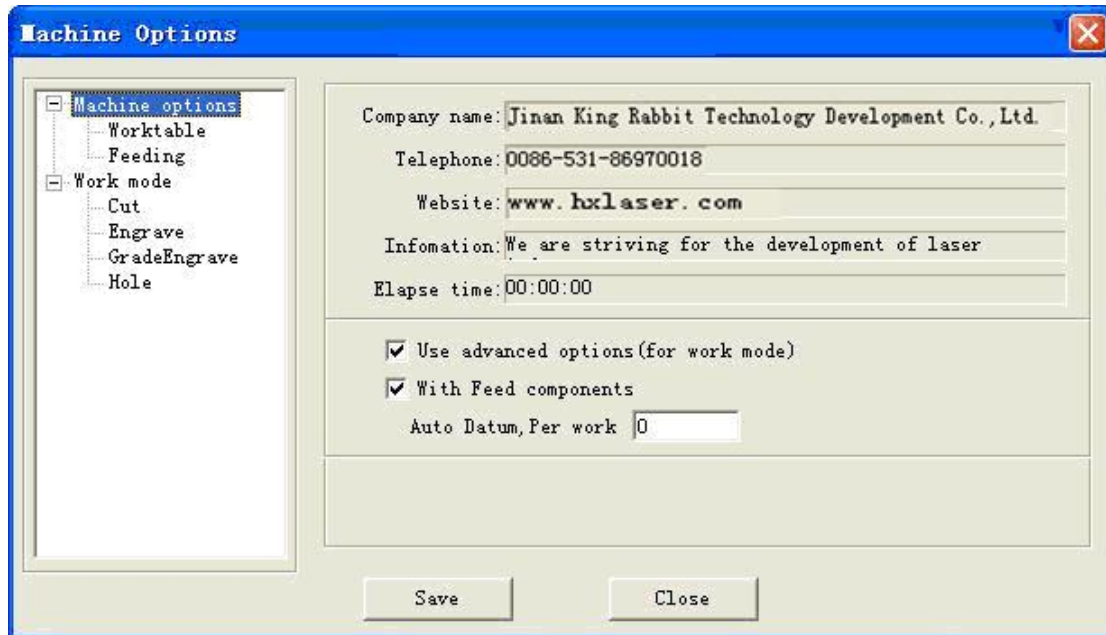 Machine Options
Machine options
Worktable
Feeding
Work mode
Cut
Engrave
GradeEngrave
Hole
Company name: Jinan King Rabbit Technology Development Co.,Ltd.
Telephone: 0086-531-86970018
Website: www.hxlaser.com
Infomation: We are striving for the development of laser
Elapse time: 00:00:00
Use advanced options(for work mode)
With Feed components
Auto Datum,Per work 0
Save
Close